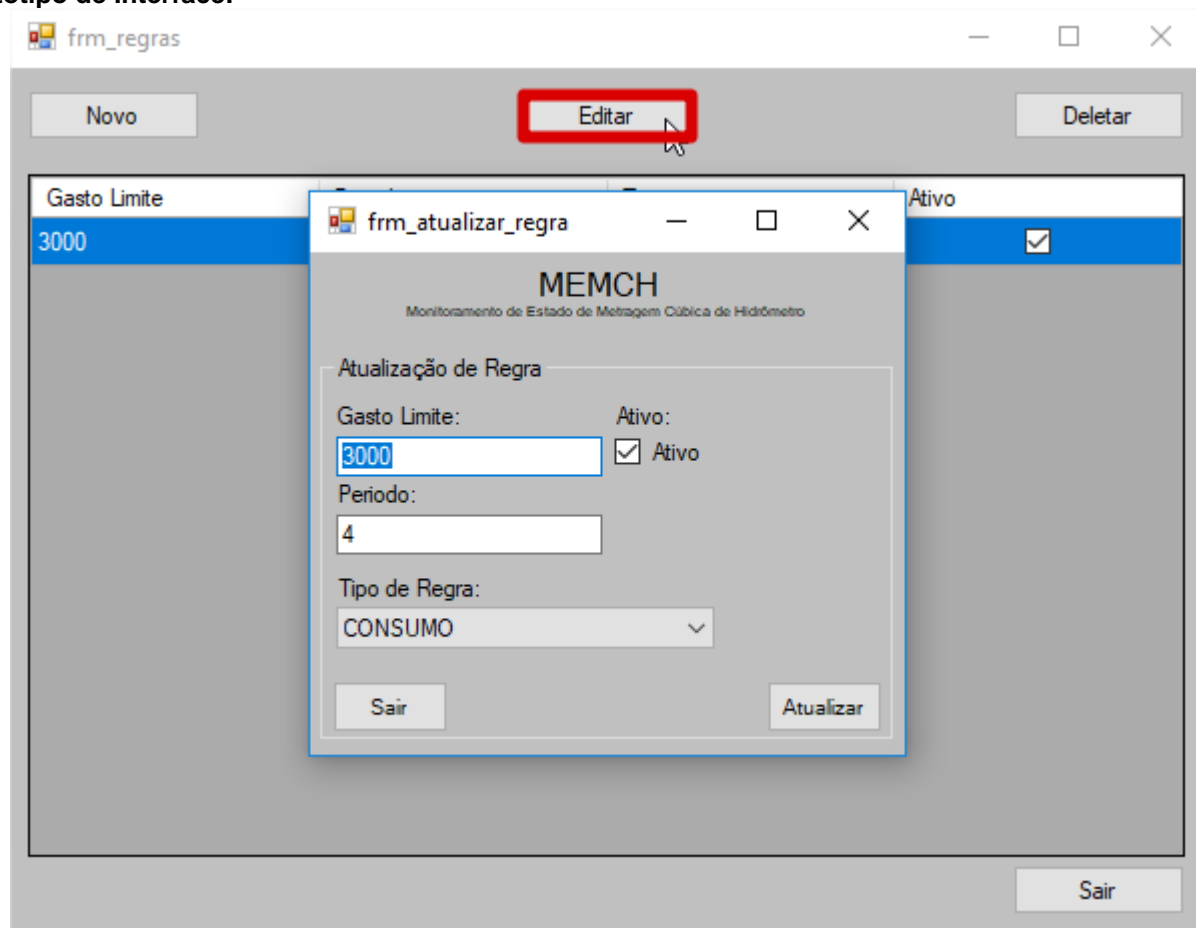 frm_regras
Novo
Editar
Deletar
Gasto Limite
Ativo
3000
frm_atualizar_regra
MEMCH
Monitoramento de Estado de Metragem Cúbica de Hidrômetro
Atualização de Regra
Gasto Limite:
Ativo:
3000
Ativo
Periodo:
4
Tipo de Regra:
CONSUMO
Sair
Atualizar
Sair